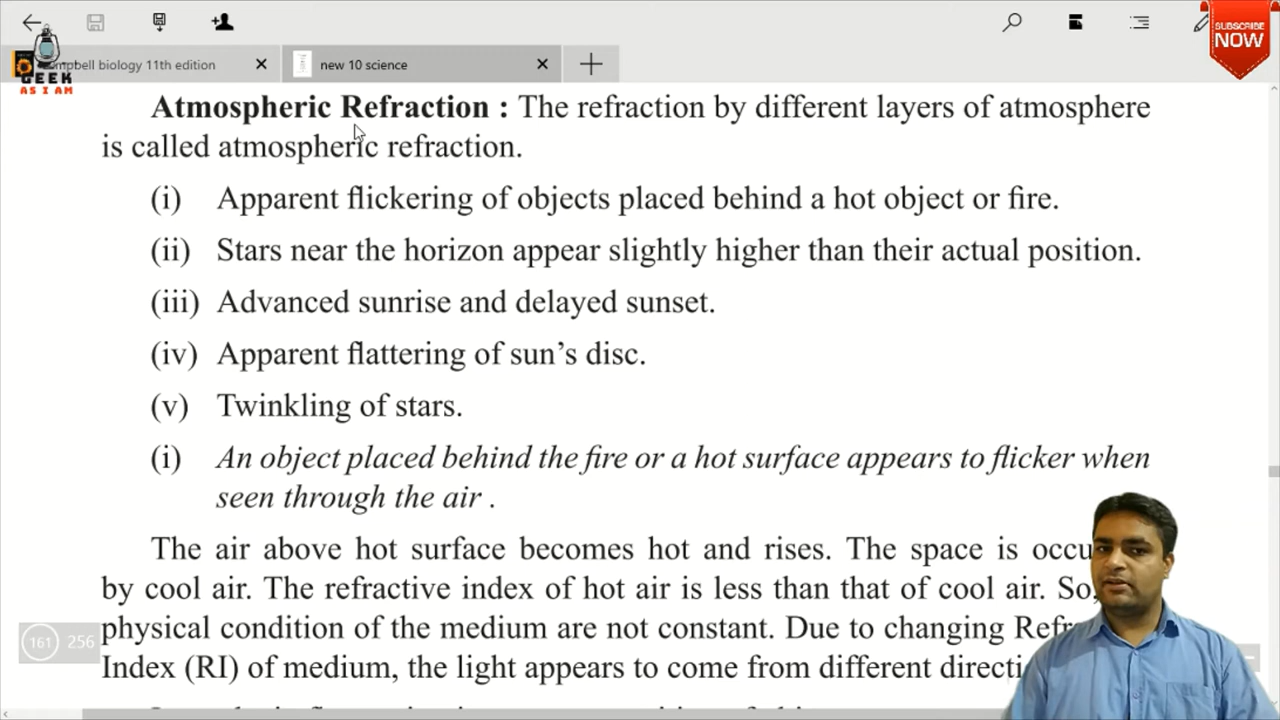 SUBSCRIBE
NOW
mpbell biology 11th edition
new 10 science
GEEK
AS I AM
Atmospheric Refraction : The refraction by different layers of atmosphere
is called atmospheric refraction.
(i) Apparent flickering of objects placed behind a hot object or fire.
(ii) Stars near the horizon appear slightly higher than their actual position.
(iii) Advanced sunrise and delayed sunset.
(iv) Apparent flattering of sun's disc.
(v) Twinkling of stars.
(i) An object placed behind the fire or a hot surface appears to flicker when
seen through the air .
The air above hot surface becomes hot and rises. The space is occu
by cool air. The refractive index of hot air is less than that of cool air. So,
physical condition of the medium are not constant. Due to changing Refr
161 256
Index (RI) of medium, the light appears to come from different directi